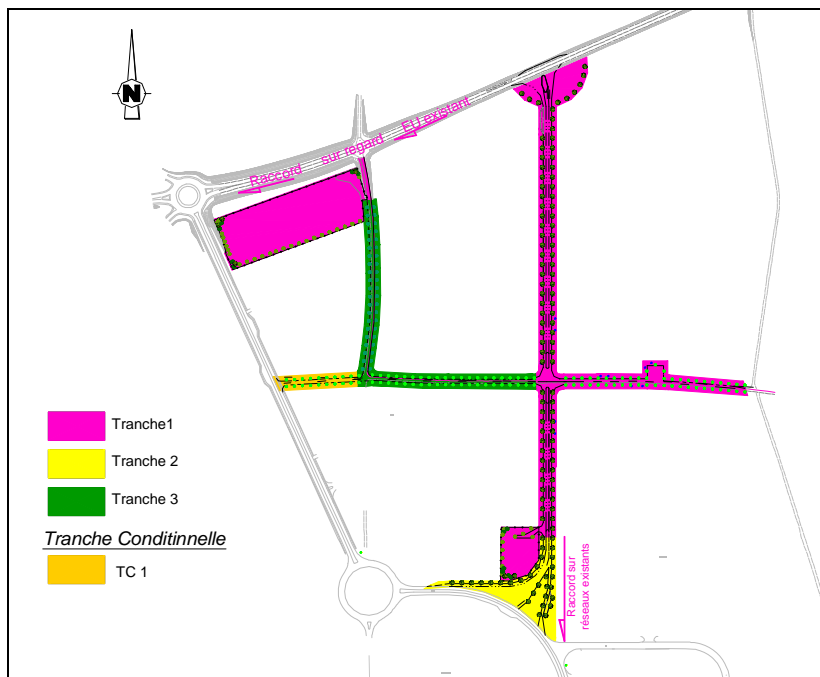 N
Raccord sur regard EU existant
Tranche1
Tranche 2
Tranche 3
Tranche Conditinnelle
TC 1
Raccord sur
réseaux existants